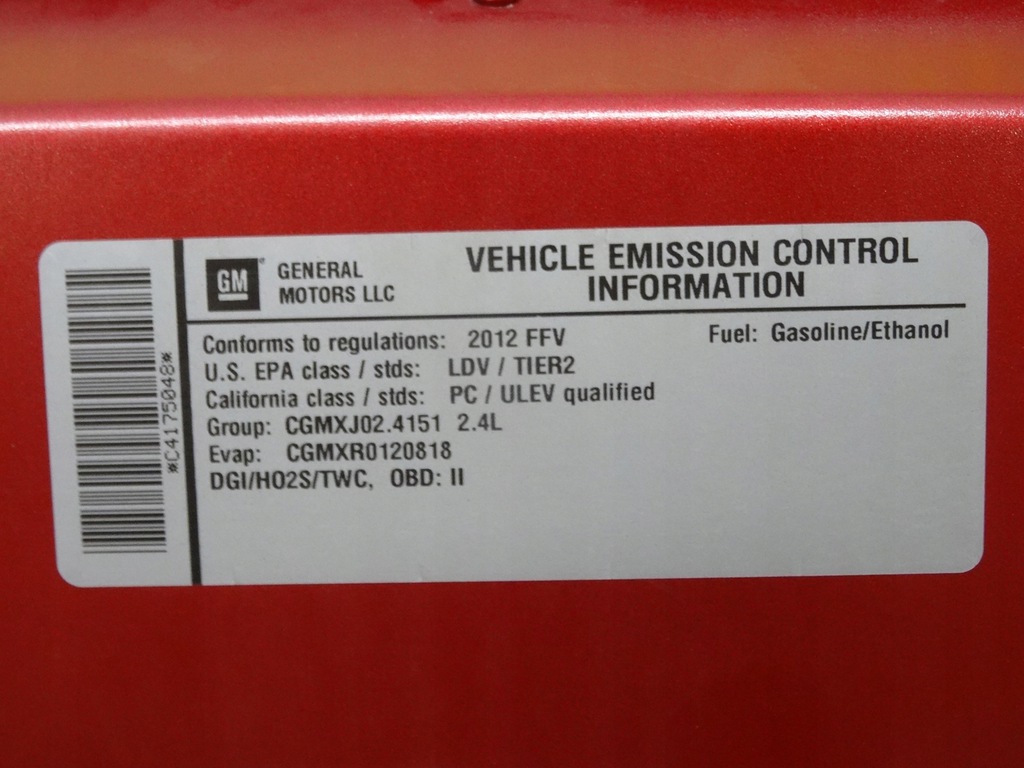 GM
GENERAL
MOTORS LLC
VEHICLE EMISSION CONTROL
INFORMATION
Conforms to regulations: 2012 FFV
Fuel: Gasoline/Ethanol
U.S. EPA class / stds: LDV / TIER2
California class / stds: PC / ULEV qualified
Group: CGMXJ02.4151 2.4L
Evap: CGMXR0120818
DGI/HO2S/TWC, OBD: II
*C4175048*